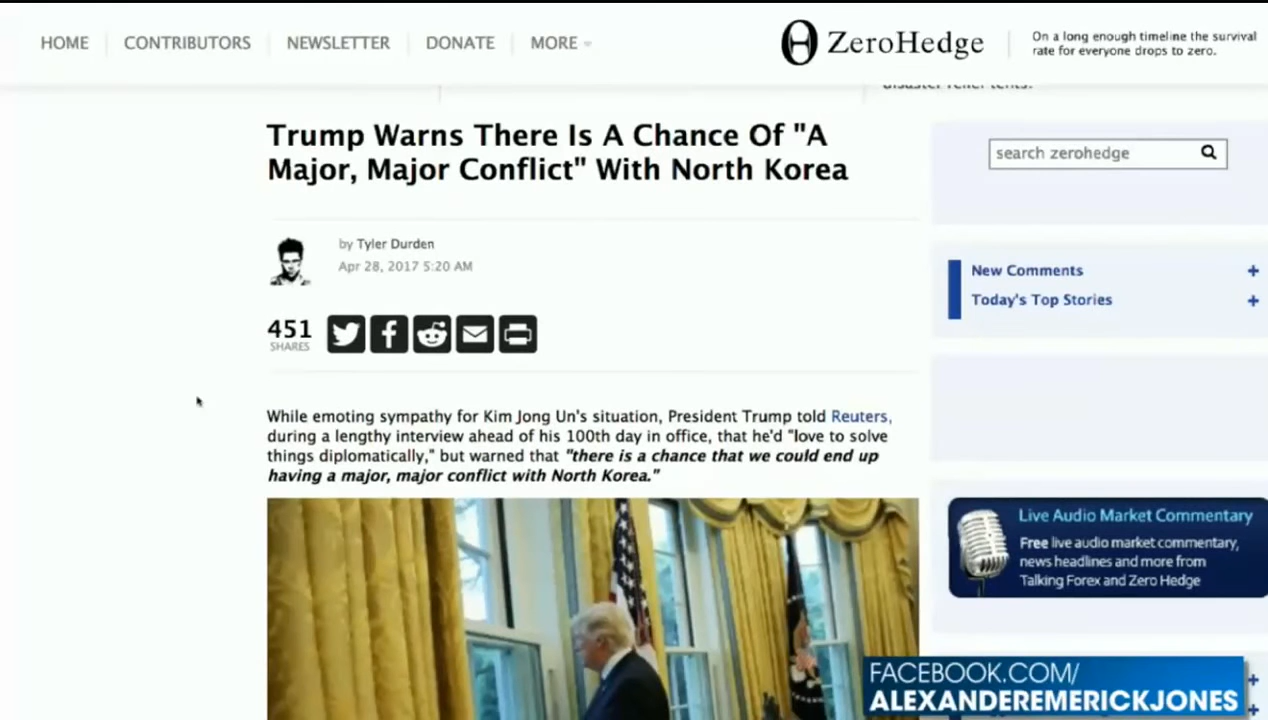 HOME
CONTRIBUTORS
NEWSLETTER
DONATE
MORE
ZeroHedge
On a long enough timeline the survival
rate for everyone drops to zero.
Trump Warns There Is A Chance Of "A
Major, Major Conflict" With North Korea
by Tyler Durden
Apr 28, 2017 5:20 AM
451
SHARES
While emoting sympathy for Kim Jong Un's situation, President Trump told Reuters,
during a lengthy interview ahead of his 100th day in office, that he'd "love to solve
things diplomatically," but warned that "there is a chance that we could end up
having a major, major conflict with North Korea."
search zerohedge
New Comments
Today's Top Stories
Live Audio Market Commentary
Free live audio market commentary,
news headlines and more from
Talking Forex and Zero Hedge
FACEBOOK.COM/
ALEXANDEREMERICKJONES